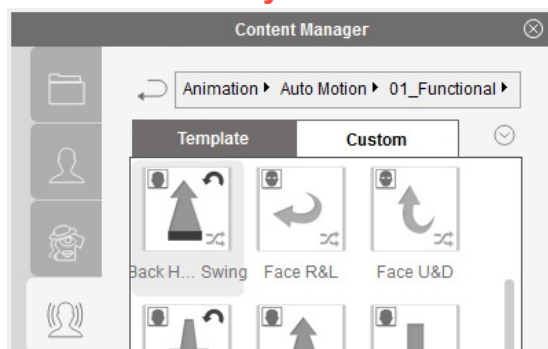 Content Manager
Animation Auto Motion 01_Functional
Template Custom
Back H... Swing Face R&L Face U&D